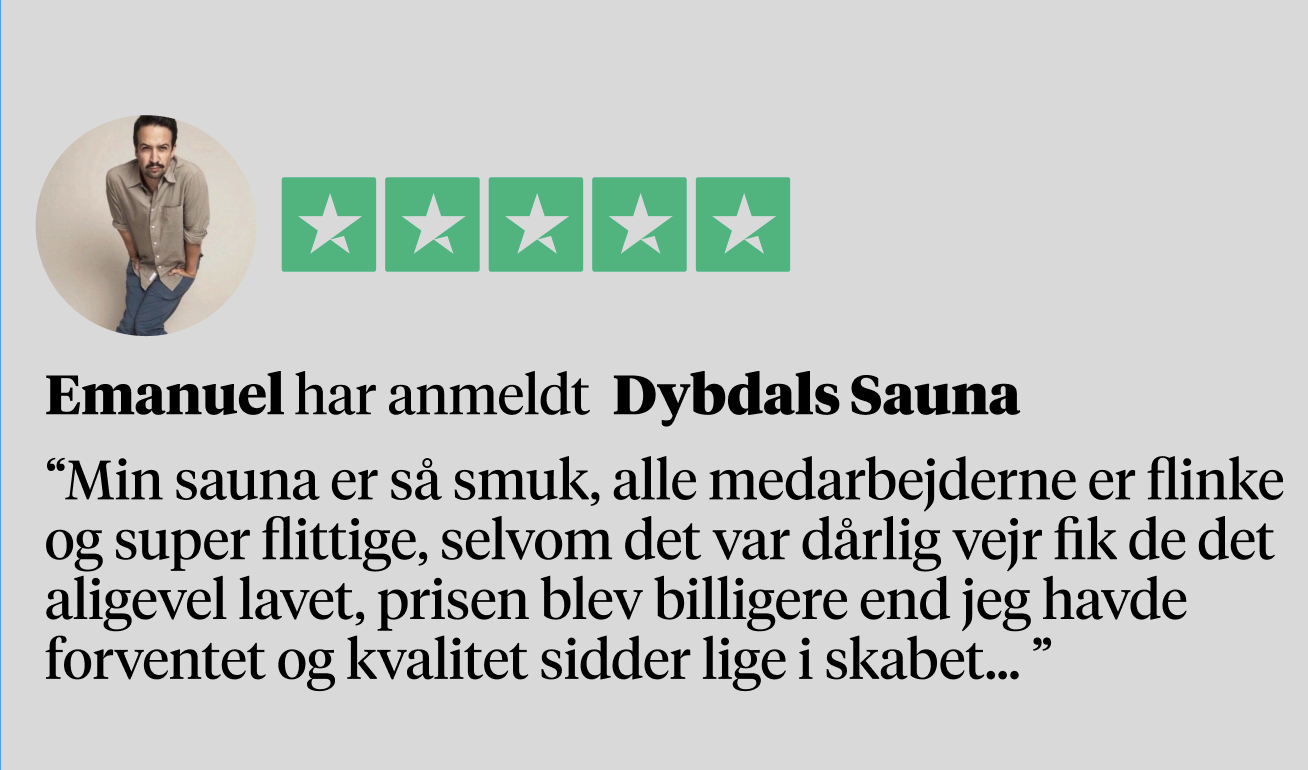 Emanuel har anmeldt Dybdals Sauna
“Min sauna er så smuk, alle medarbejderne er flinke
og super flittige, selvom det var dårlig vejr fik de det
aligevel lavet, prisen blev billigere end jeg havde
forventet og kvalitet sidder lige i skabet... ”